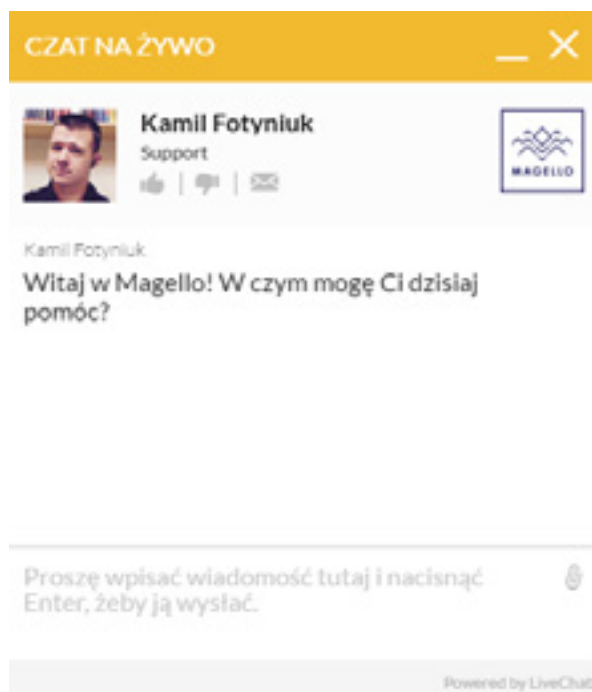 CZAT NA ŻYWO
Kamil Fotyniuk
Support
MAGELLO
Kamil Fotyniuk
Witaj w Magello! W czym mogę Ci dzisiaj
pomóc?
Proszę wpisać wiadomość tutaj i nacisnąć
Enter, żeby ją wysłać.
Powered by LiveChat